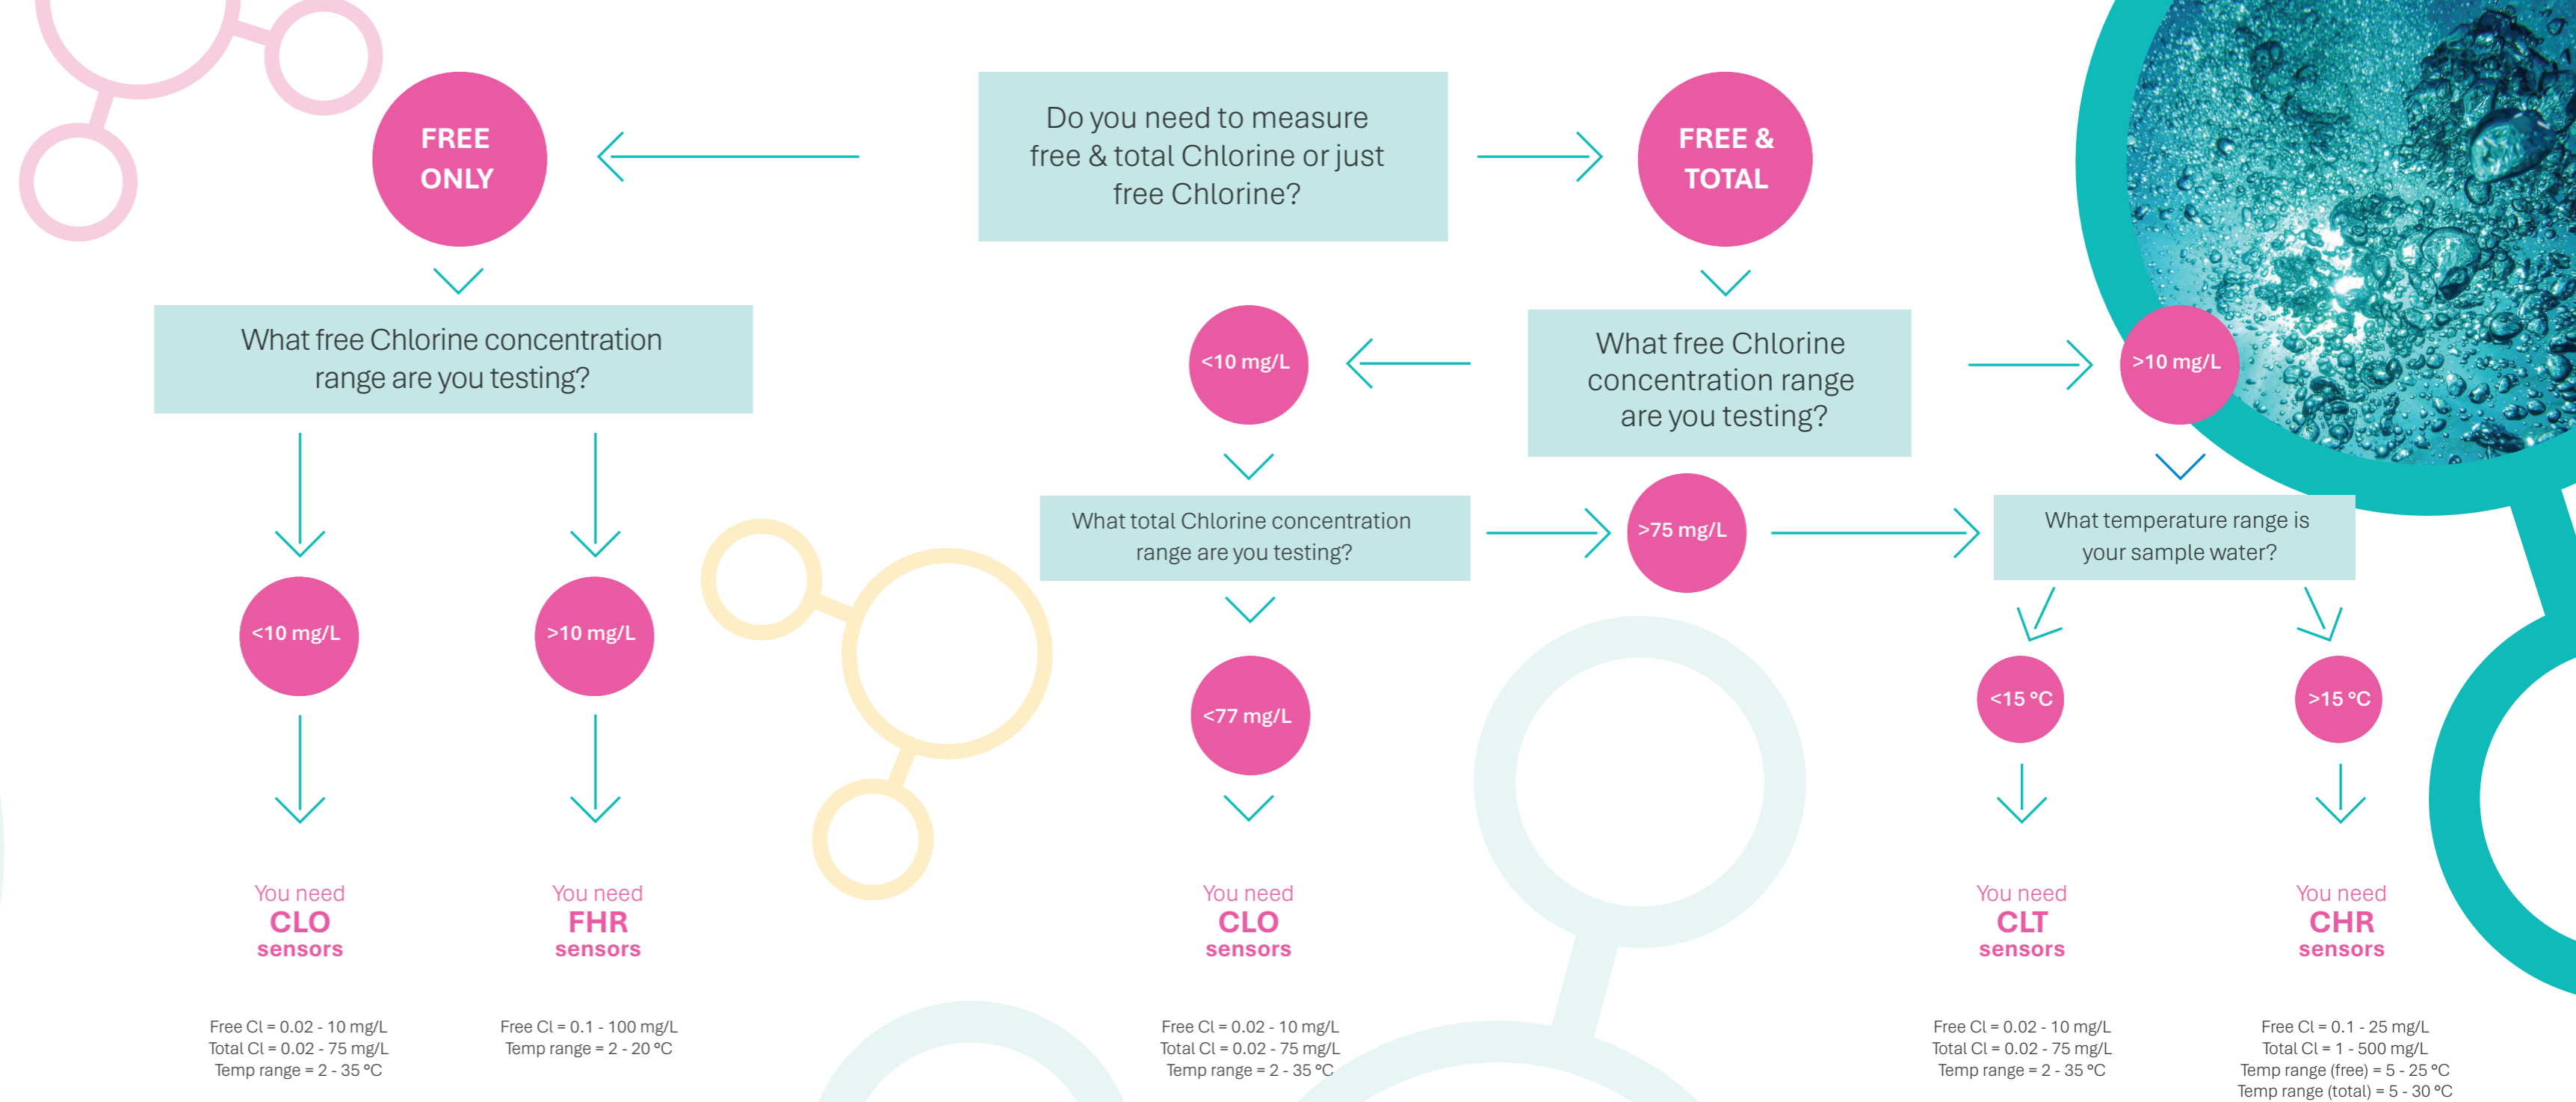 Do you need to measure
free & total Chlorine or just
free Chlorine?
FREE
ONLY
FREE &
TOTAL
What free Chlorine concentration
range are you testing?
<10 mg/L
>10 mg/L
You need
CLO
sensors
Free Cl = 0.02 - 10 mg/L
Total Cl = 0.02 - 75 mg/L
Temp range = 2 - 35 ºC
You need
FHR
sensors
Free Cl = 0.1 - 100 mg/L
Temp range = 2 - 20 ºC
What free Chlorine
concentration range
are you testing?
<10 mg/L
>10 mg/L
What total Chlorine concentration
range are you testing?
>75 mg/L
<77 mg/L
You need
CLO
sensors
Free Cl = 0.02 - 10 mg/L
Total Cl = 0.02 - 75 mg/L
Temp range = 2 - 35 ºC
What temperature range is
your sample water?
<15 ºC
>15 ºC
You need
CLT
sensors
Free Cl = 0.02 - 10 mg/L
Total Cl = 0.02 - 75 mg/L
Temp range = 2 - 35 ºC
You need
CHR
sensors
Free Cl = 0.1 - 25 mg/L
Total Cl = 1 - 500 mg/L
Temp range (free) = 5 - 25 ºC
Temp range (total) = 5 - 30 ºC